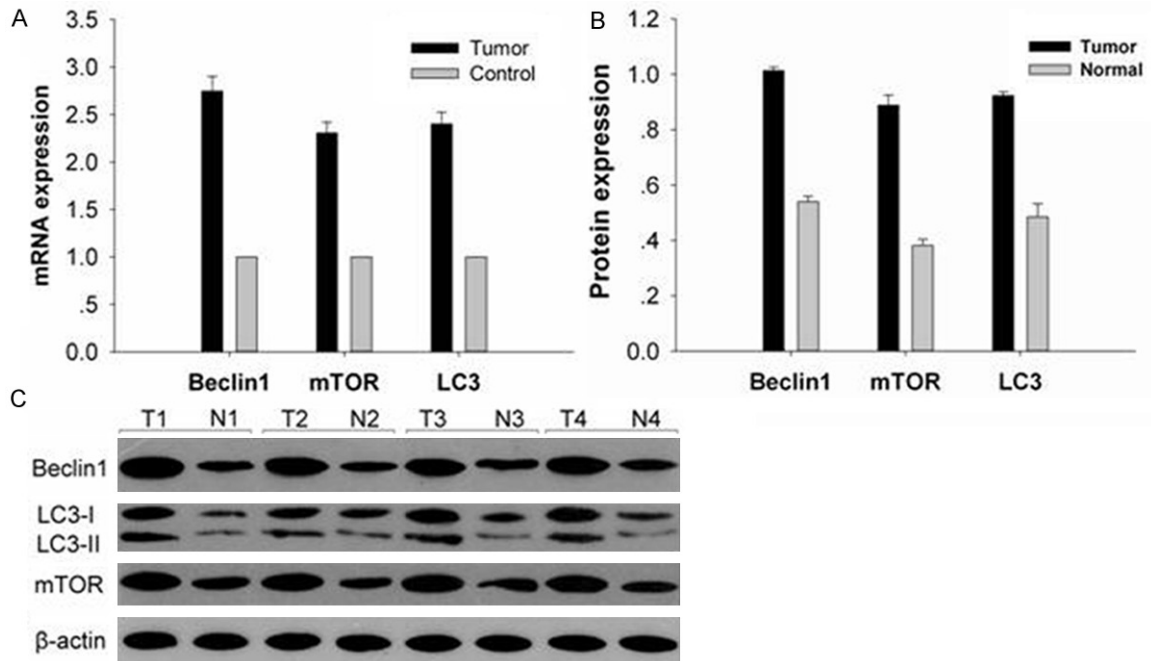 A
mRNA expression
3.5
3.0
2.5
2.0
1.5
1.0
.5
0.0
Tumor
Control
Beclin1 mTOR LC3
B
Protein expression
1.2
1.0
.8
.6
.4
.2
0.0
Tumor
Normal
Beclin1 mTOR LC3
C
T1 N1 T2 N2 T3 N3 T4 N4
Beclin1
LC3-I
LC3-II
mTOR
β-actin